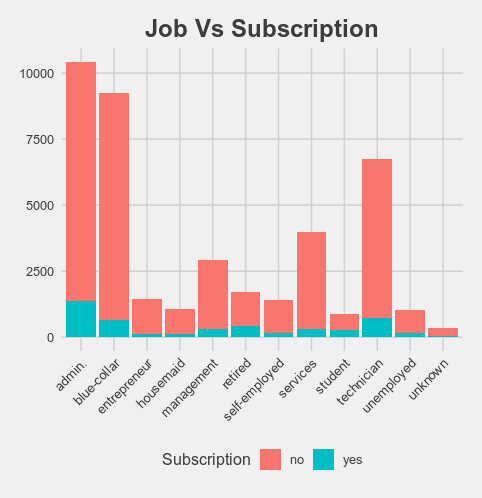 Job Vs Subscription
10000
7500
5000
2500
0
admin.
blue-collar
entrepreneur
housemaid
management
retired
self-employed
services
student
technician
unemployed
unknown
Subscription no yes